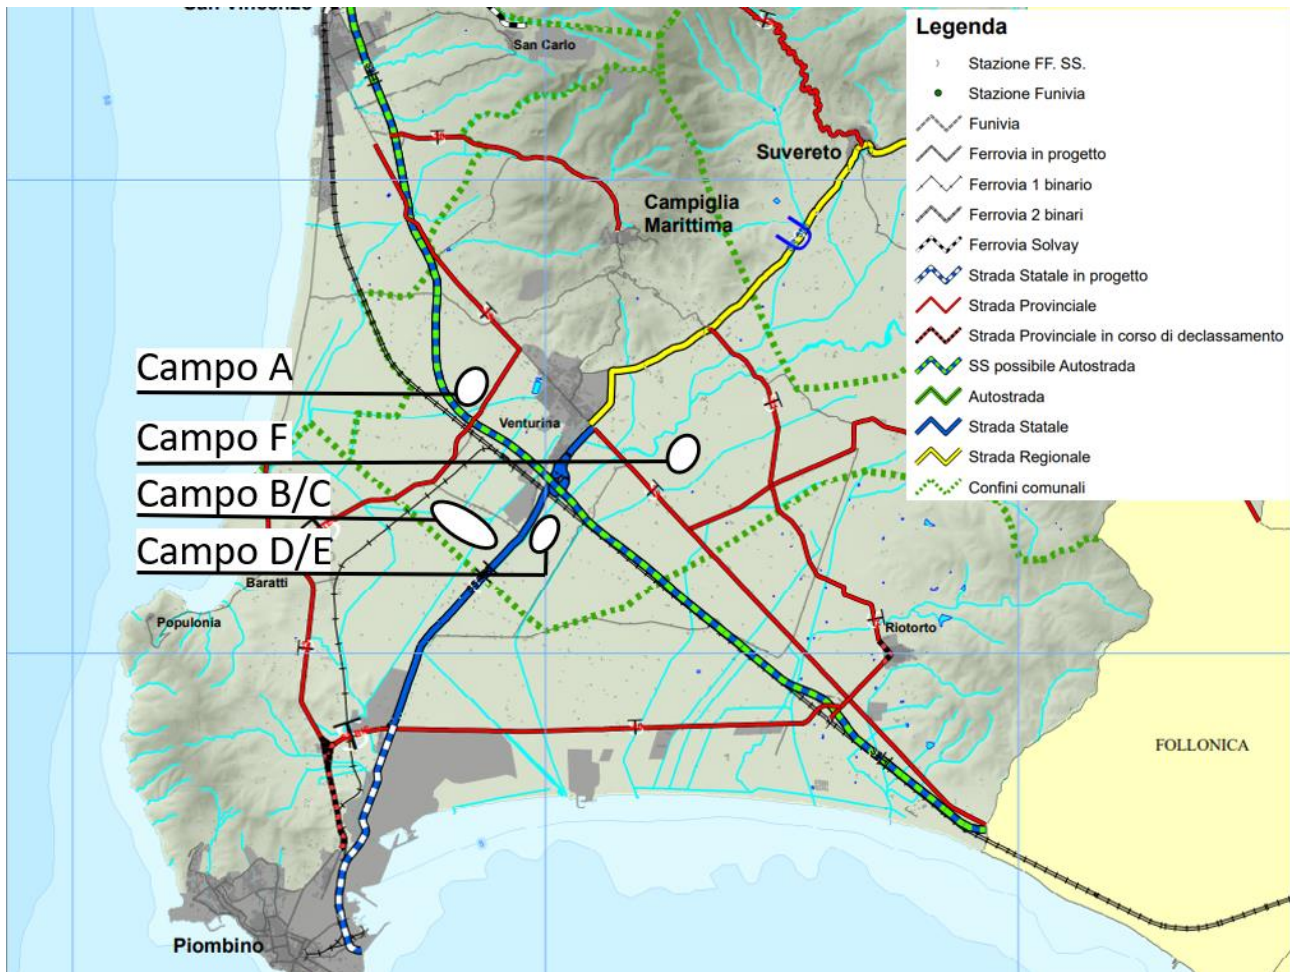 San Vincenzo
San Carlo
Suvereto
Campiglia
Marittima
Campo A
Venturina
Campo F
Campo B/C
Campo D/E
Baratti
Populonia
Riotorto
FOLLONICA
Piombino
Legenda
Stazione FF. SS.
Stazione Funivia
Funivia
Ferrovia in progetto
Ferrovia 1 binario
Ferrovia 2 binari
Ferrovia Solvay
Strada Statale in progetto
Strada Provinciale
Strada Provinciale in corso di declassamento
SS possibile Autostrada
Autostrada
Strada Statale
Strada Regionale
Confini comunali